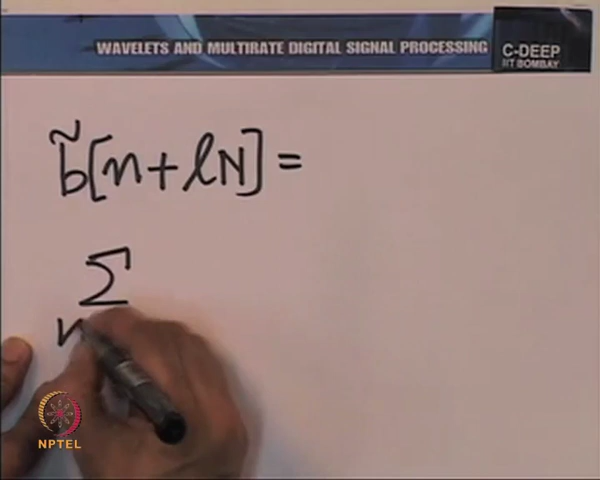 WAVELETS AND MULTIRATE DIGITAL SIGNAL PROCESSING
C-DEEP
IIT BOMBAY
b̃[n+lN] =
Σ
NPTEL